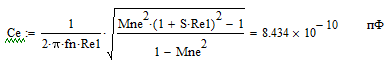 Ce := 1 / (2·π·fn·Re1) · √((Mne²·(1 + S·Re1)² − 1) / (1 − Mne²)) = 8.434 × 10⁻¹⁰ пФ